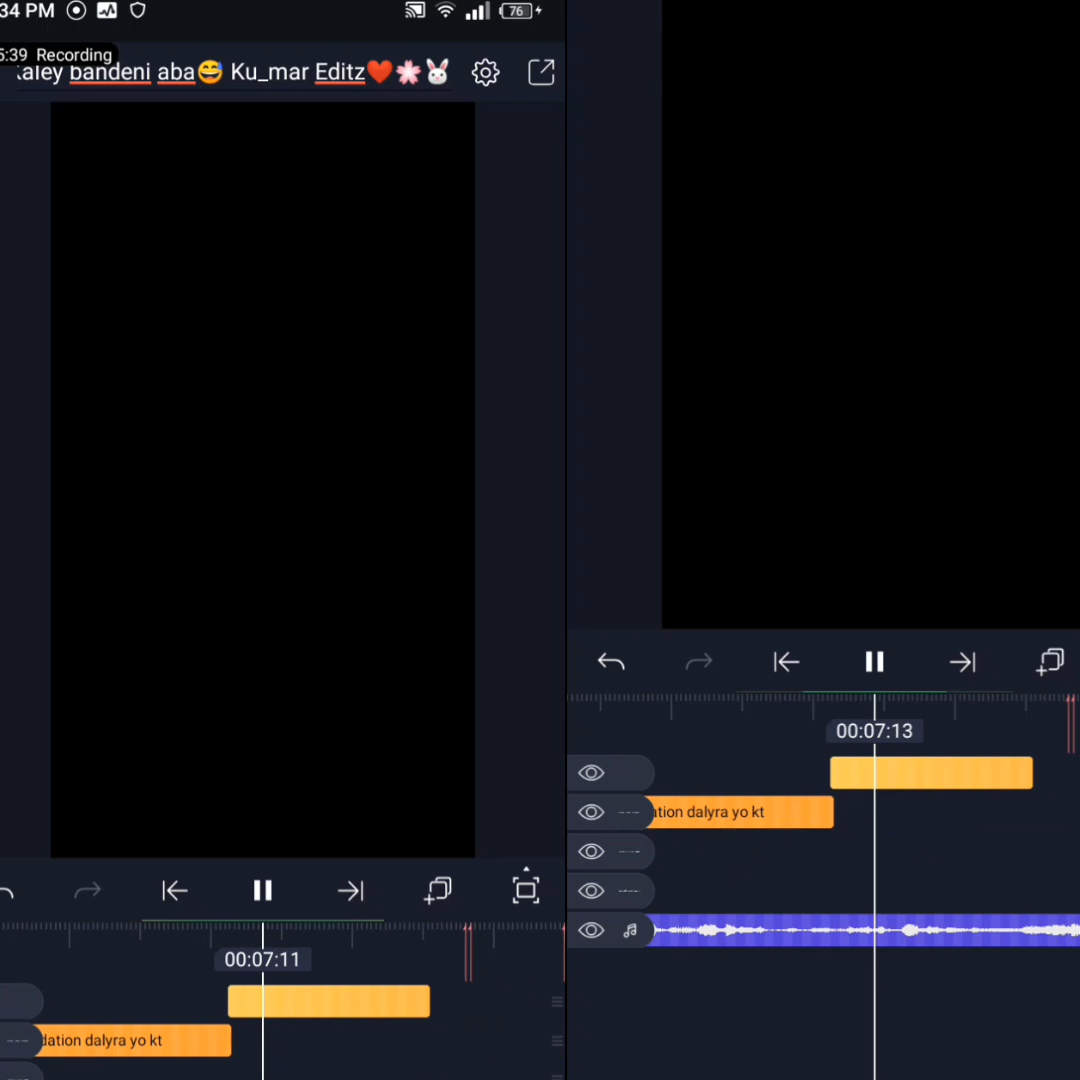 :34 PM
76
5:39 Recording
kaley bandeni aba😅 Ku_mar Editz❤️🌸🐰
00:07:11
dation dalyra yo kt
00:07:13
ation dalyra yo kt